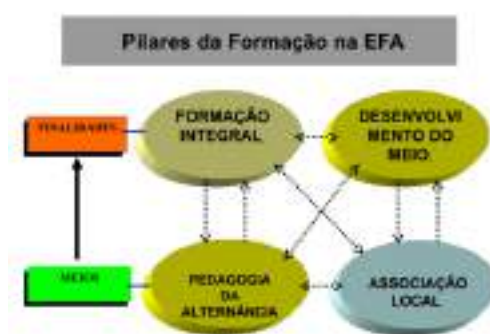 Pilares da Formação na EFA
FORMAÇÃO
INTEGRAL
DESENVOLVI
MENTO DO
MEIO
FINALIDADES
MEIOS
PEDAGOGIA
DA
ALTERNÂNCIA
ASSOCIAÇÃO
LOCAL